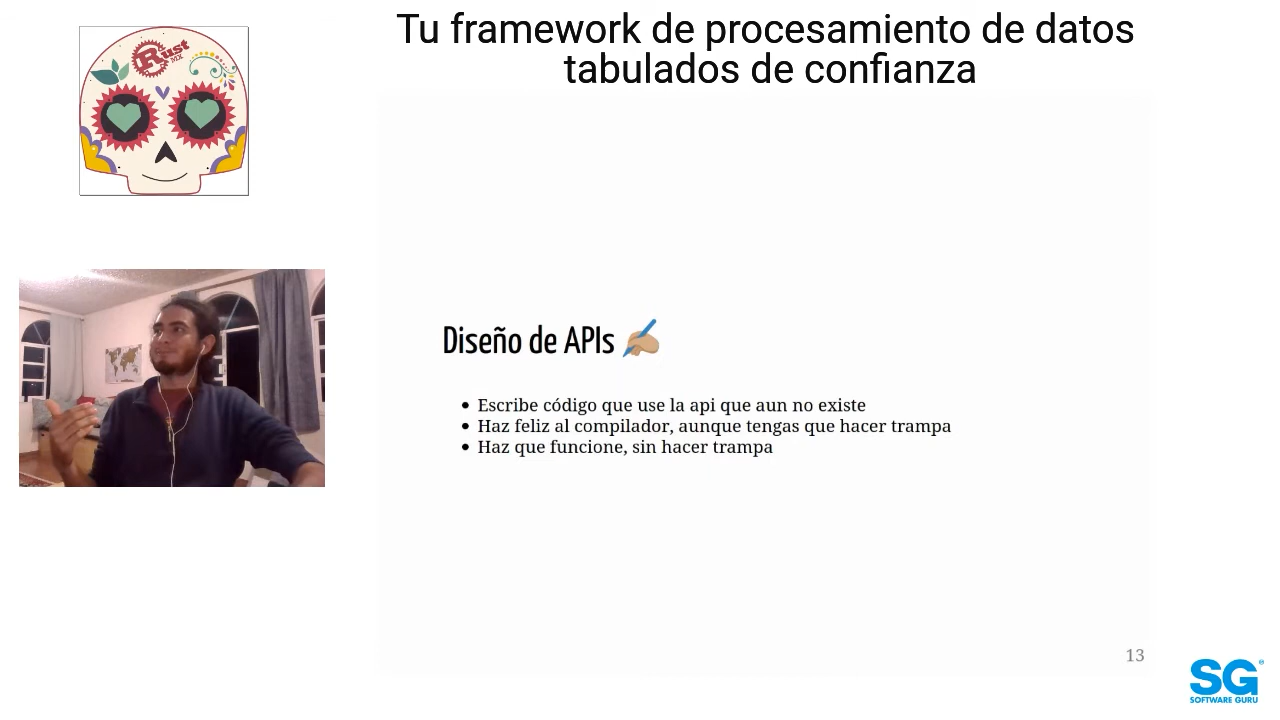 Tu framework de procesamiento de datos
tabulados de confianza
Rust
MX
Diseño de APIs
Escribe código que use la api que aun no existe
Haz feliz al compilador, aunque tengas que hacer trampa
Haz que funcione, sin hacer trampa
13
SG
SOFTWARE GURU